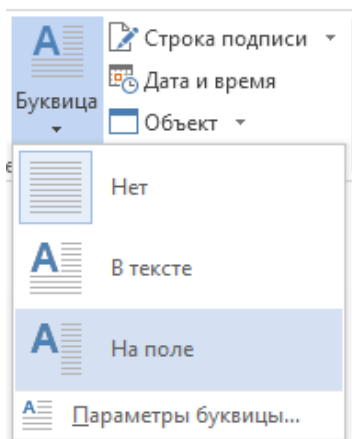 Строка подписи
Дата и время
Буквица
Объект
Нет
В тексте
На поле
Параметры буквицы...